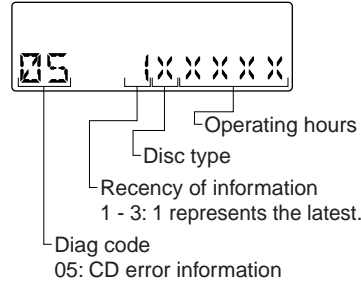 05 1XXXXX
Operating hours
Disc type
Recency of information
1 - 3: 1 represents the latest.
Diag code
05: CD error information